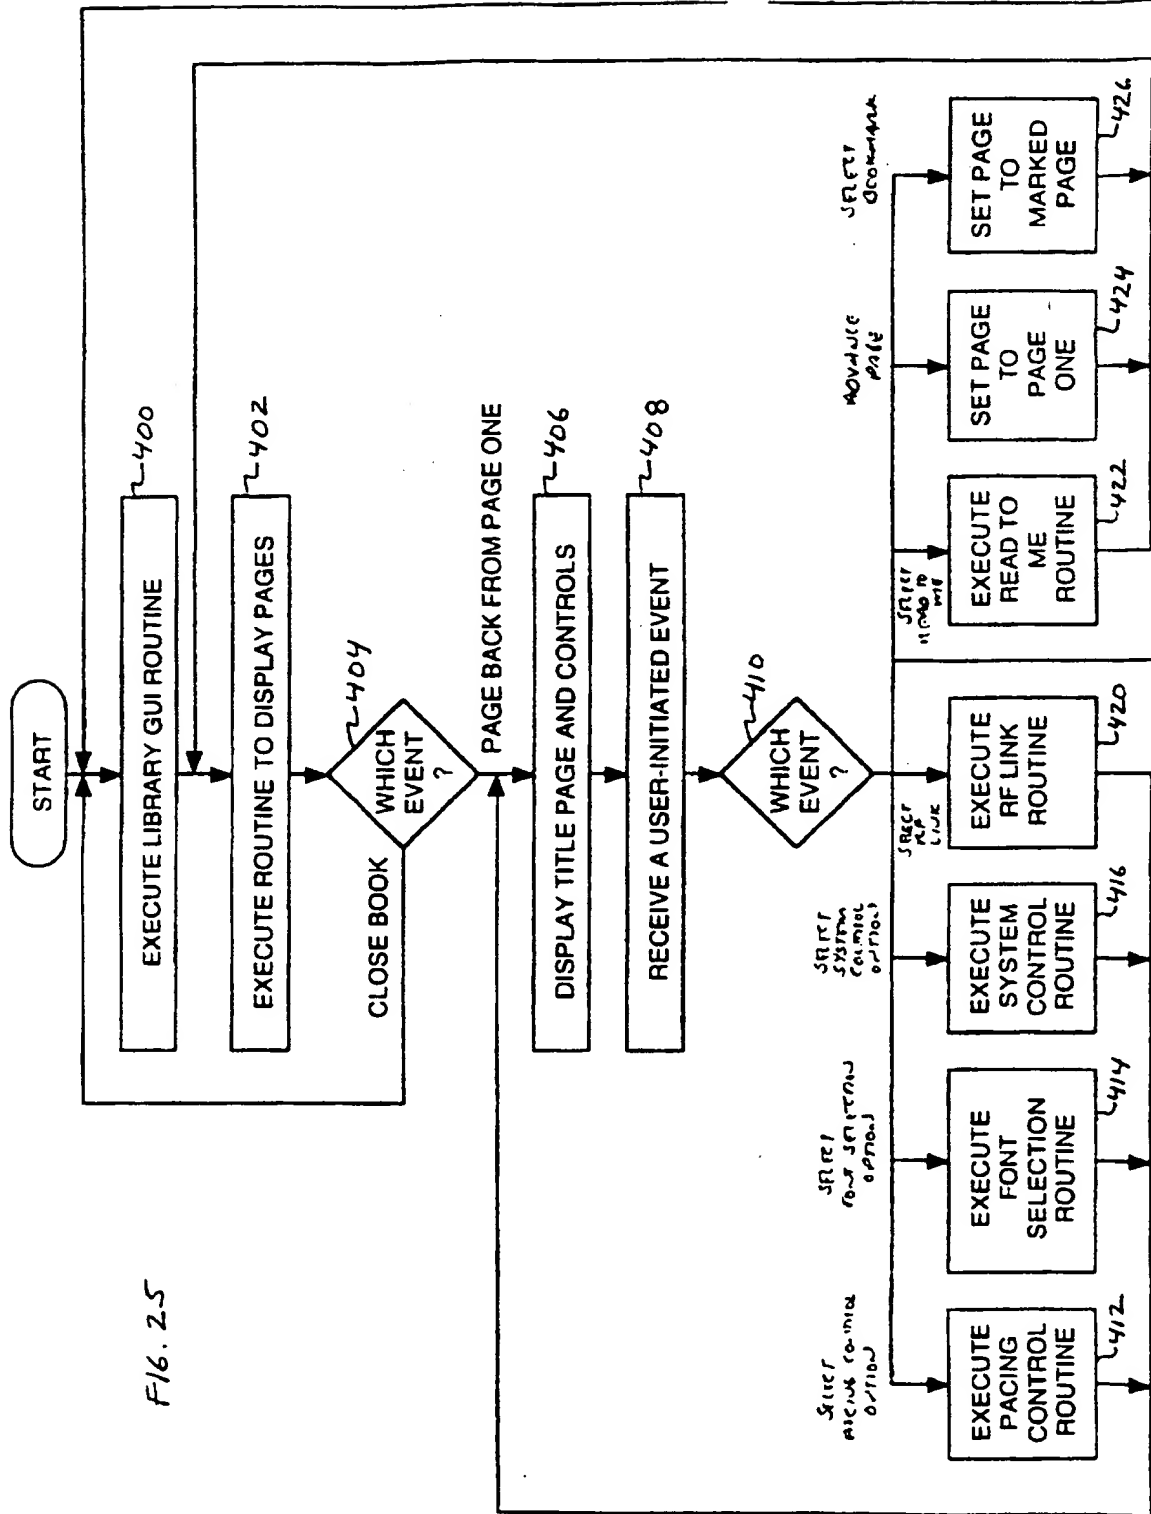 FIG. 25
START
EXECUTE LIBRARY GUI ROUTINE
400
EXECUTE ROUTINE TO DISPLAY PAGES
402
WHICH
EVENT
?
404
CLOSE BOOK
PAGE BACK FROM PAGE ONE
DISPLAY TITLE PAGE AND CONTROLS
406
RECEIVE A USER-INITIATED EVENT
408
WHICH
EVENT
?
410
SELECT
PACING CONTROL
OPTION
SELECT
FONT SELECTION
OPTION
SELECT
SYSTEM
CONTROL
OPTION
SELECT
RF
LINK
SELECT
READ TO
ME
ADVANCE
PAGE
SELECT
BOOKMARK
EXECUTE
PACING
CONTROL
ROUTINE
412
EXECUTE
FONT
SELECTION
ROUTINE
414
EXECUTE
SYSTEM
CONTROL
ROUTINE
416
EXECUTE
RF LINK
ROUTINE
420
EXECUTE
READ TO
ME
ROUTINE
422
SET PAGE
TO
PAGE
ONE
424
SET PAGE
TO
MARKED
PAGE
426